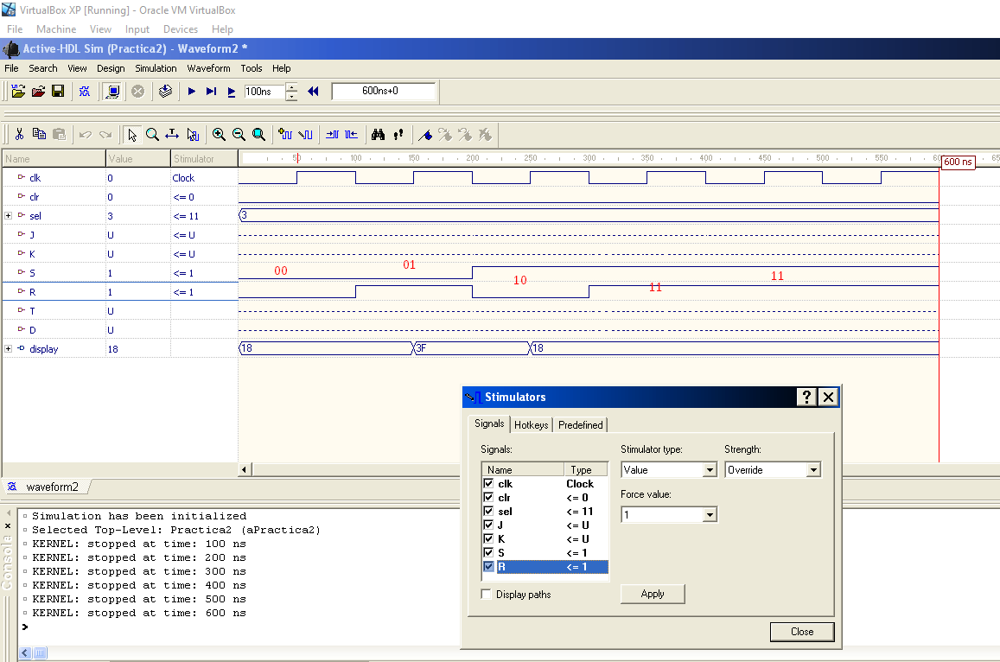 VirtualBox XP [Running] - Oracle VM VirtualBox
File Machine View Input Devices Help
Active-HDL Sim (Practica2) - Waveform2 *
File Search View Design Simulation Waveform Tools Help
100ns 600ns+0
Name Value Stimulator 50 100 150 200 250 300 350 400 450 500 550 600 ns
clk 0 Clock
clr 0 <= 0
sel 3 <= 11 3
J U <= U
K U <= U
S 1 <= 1 00 01 10 11 11
R 1 <= 1
T U
D U
display 18 18 3F 18
Stimulators
Signals Hotkeys Predefined
Signals: Stimulator type: Strength:
Name Type Value Override
clk Clock
clr <= 0 Force value:
sel <= 11 1
J <= U
K <= U
S <= 1
R <= 1
Display paths Apply
Close
waveform2
Console
Simulation has been initialized
Selected Top-Level: Practica2 (aPractica2)
KERNEL: stopped at time: 100 ns
KERNEL: stopped at time: 200 ns
KERNEL: stopped at time: 300 ns
KERNEL: stopped at time: 400 ns
KERNEL: stopped at time: 500 ns
KERNEL: stopped at time: 600 ns
>